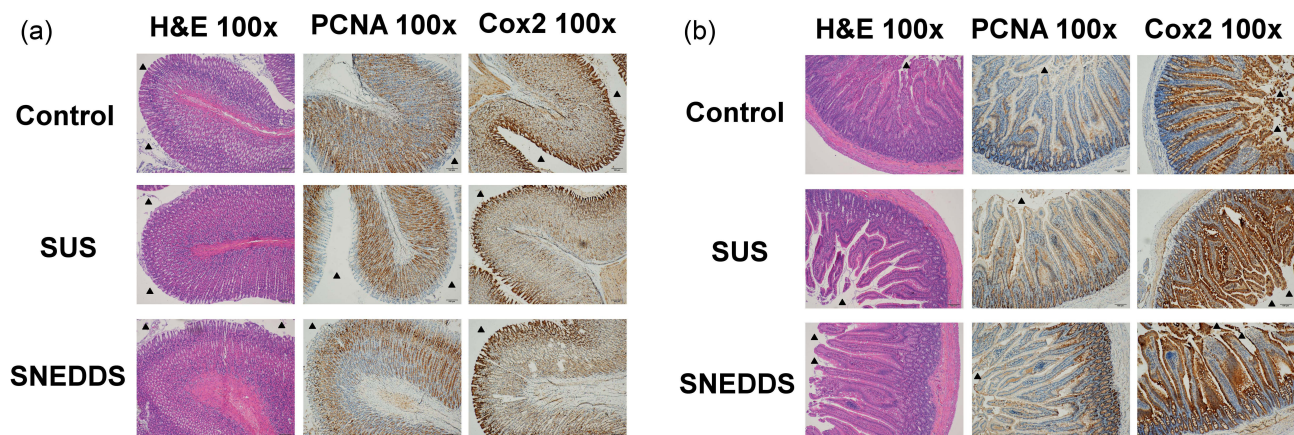 (a)
H&E 100x PCNA 100x Cox2 100x
Control
SUS
SNEDDS
(b)
H&E 100x PCNA 100x Cox2 100x
Control
SUS
SNEDDS